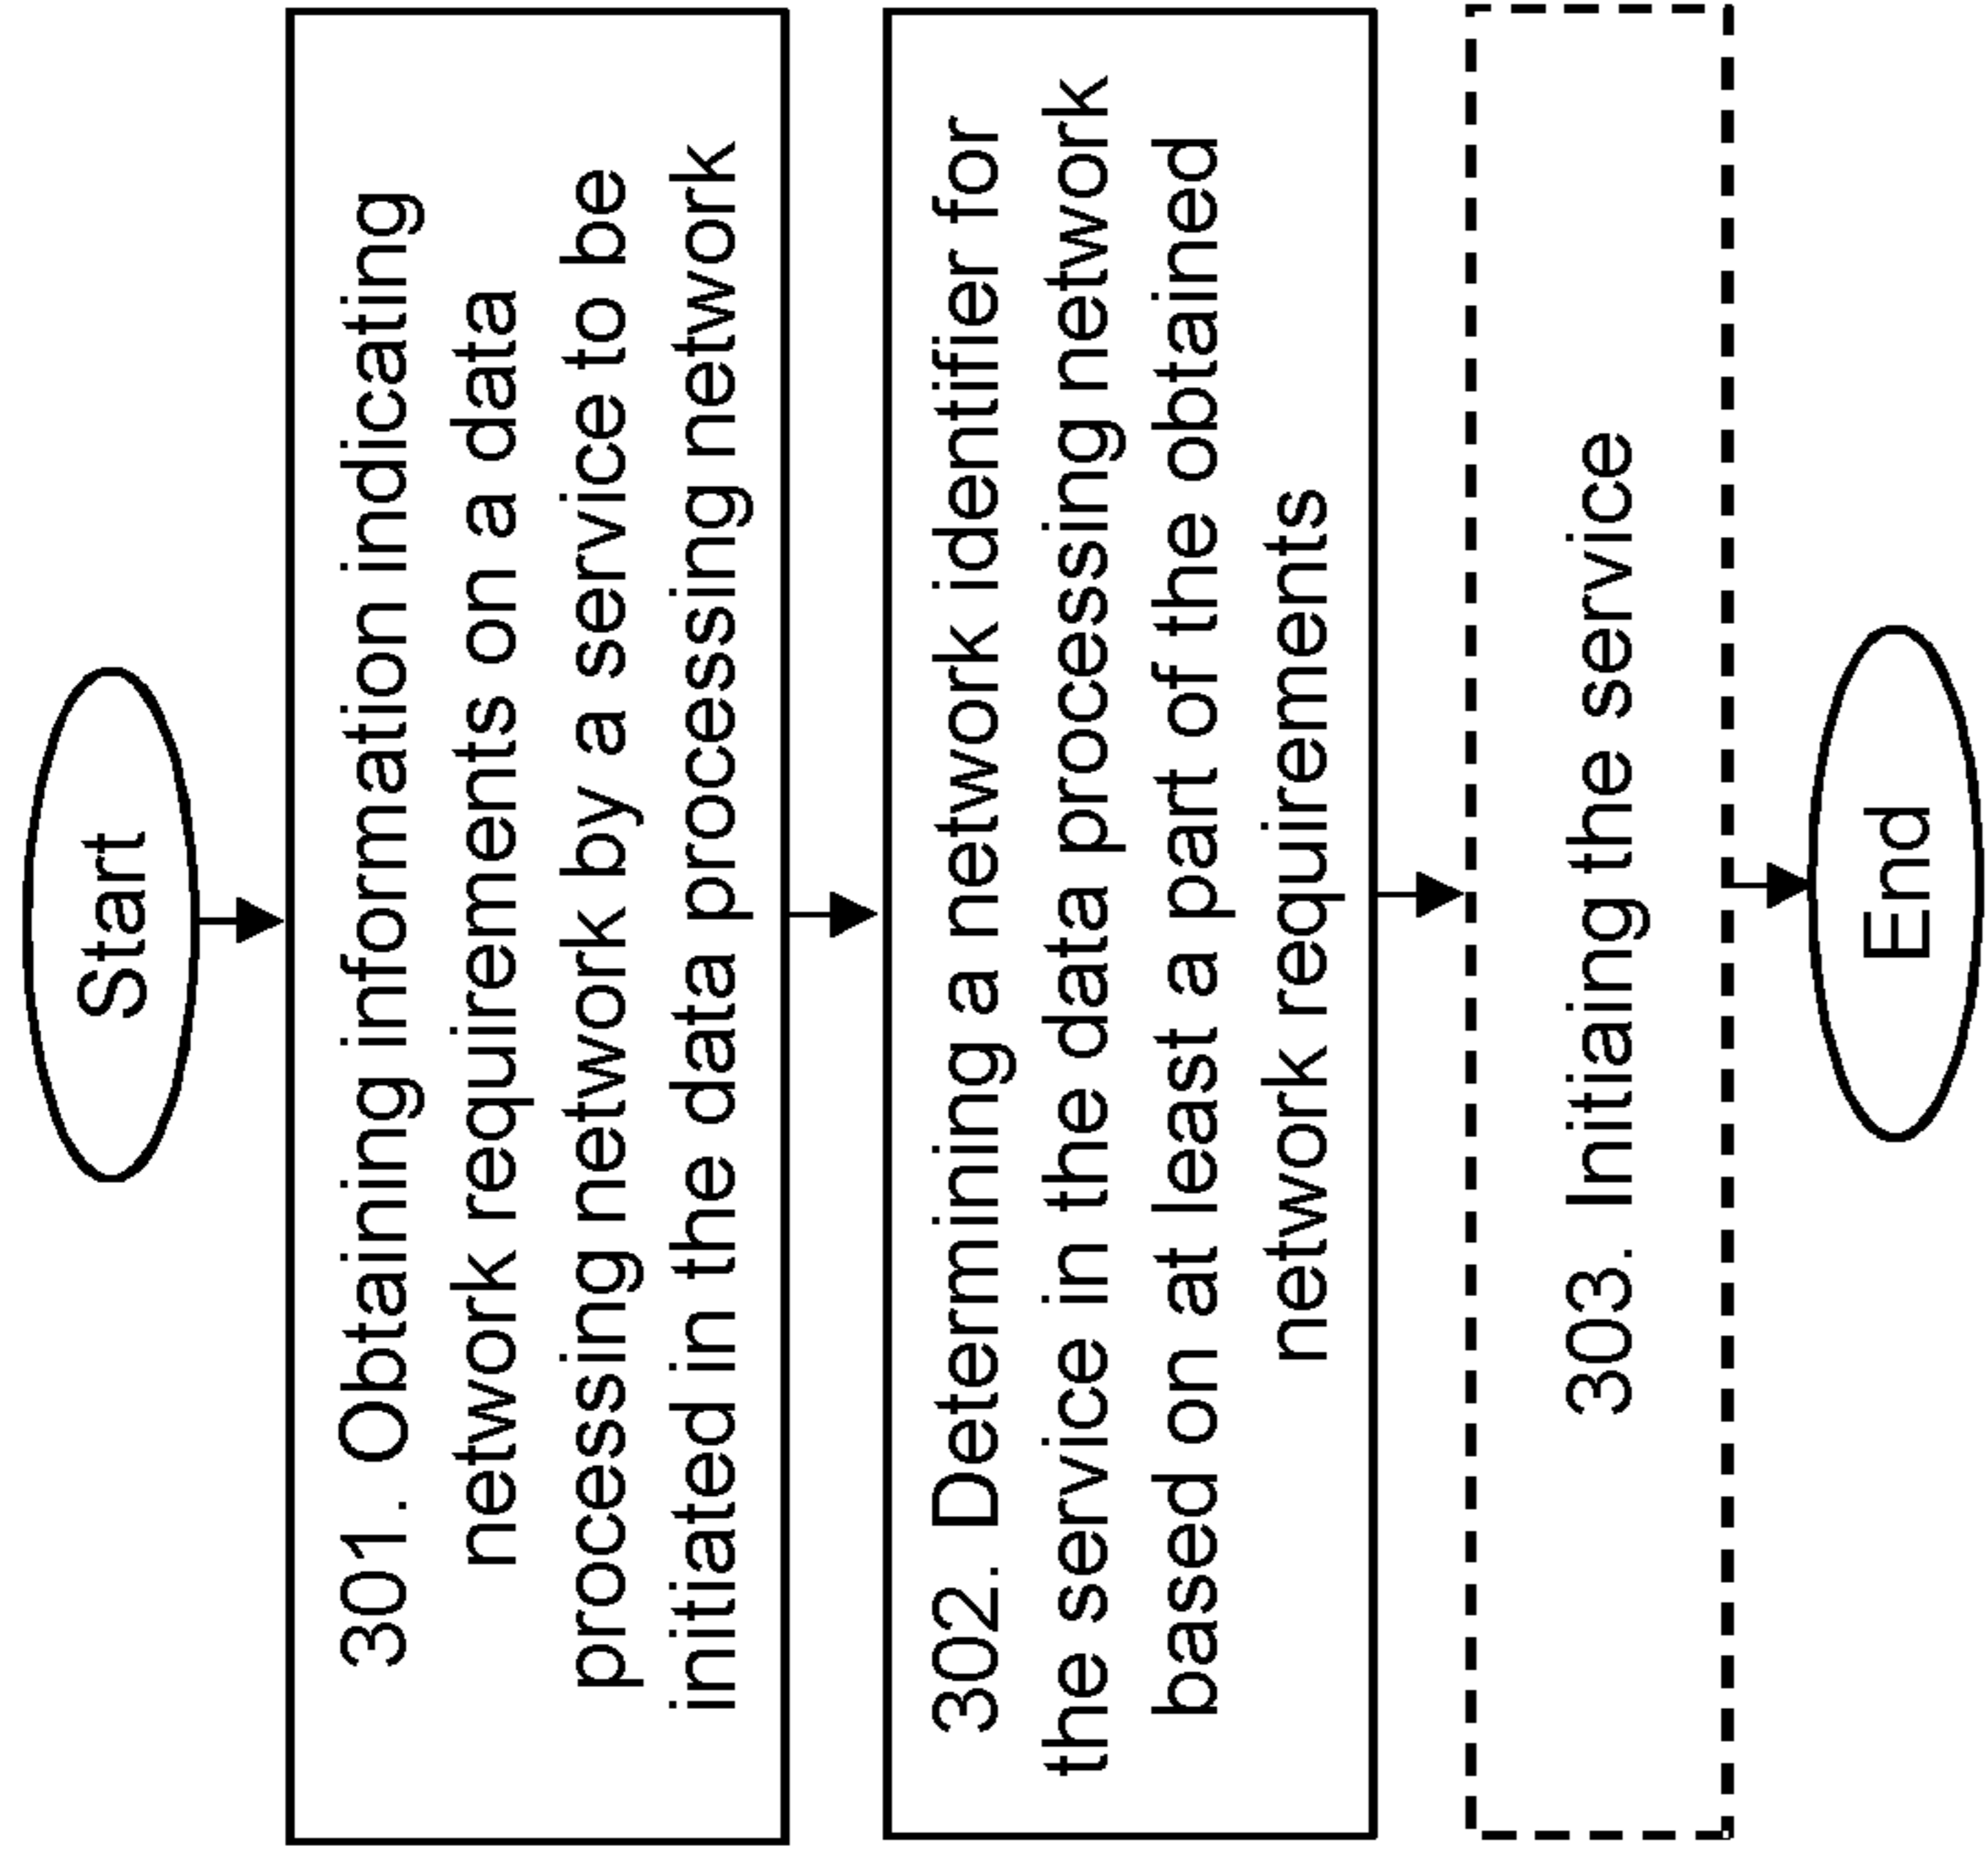 Start
301. Obtaining information indicating
network requirements on a data
processing network by a service to be
initiated in the data processing network
302. Determining a network identifier for
the service in the data processing network
based on at least a part of the obtained
network requirements
303. Initiaing the service
End